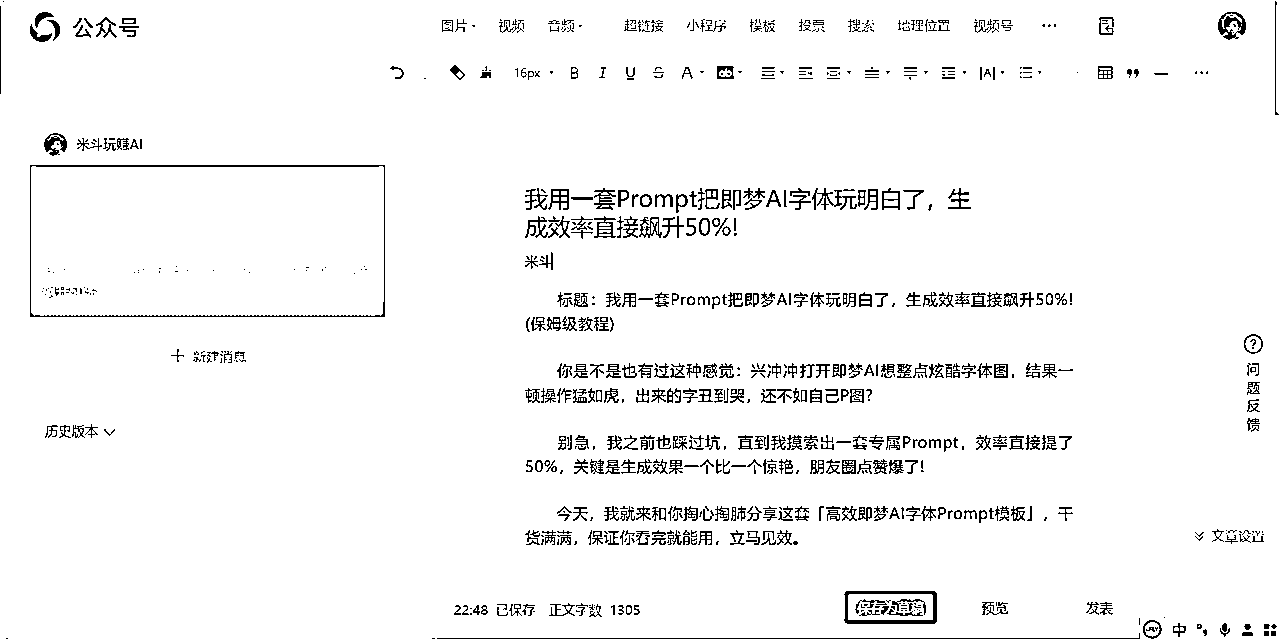 公众号
图片 视频 音频 超链接 小程序 模板 投票 搜索 地理位置 视频号 ...
16px B I U S A ab |A| ...
米斗玩赚AI
我用一套Prompt把即梦AI字体玩明白了，生
成效率直接飙升50%!
米斗
标题：我用一套Prompt把即梦AI字体玩明白了，生成效率直接飙升50%!
(保姆级教程)
你是不是也有过这种感觉：兴冲冲打开即梦AI想整点炫酷字体图，结果一
顿操作猛如虎，出来的字丑到哭，还不如自己P图?
别急，我之前也踩过坑，直到我摸索出一套专属Prompt，效率直接提了
50%，关键是生成效果一个比一个惊艳，朋友圈点赞爆了!
今天，我就来和你掏心掏肺分享这套「高效即梦AI字体Prompt模板」，干
货满满，保证你看完就能用，立马见效。
新建消息
历史版本
问题反馈
文章设置
22:48 已保存 正文字数 1305
保存为草稿 预览 发表
中